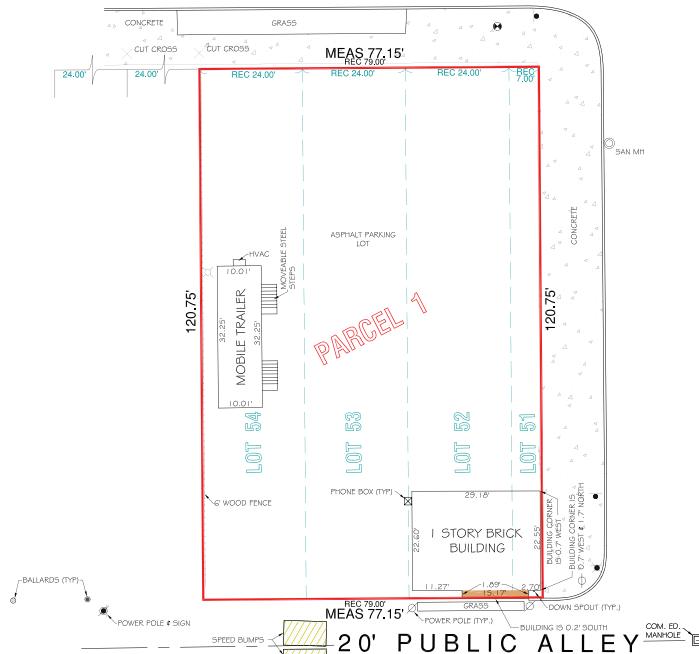 CONCRETE
GRASS
CUT CROSS
CUT CROSS
MEAS 77.15'
REC 79.00'
24.00'
24.00'
REC 24.00'
REC 24.00'
REC 24.00'
REC
7.00'
SAN MH
CONCRETE
ASPHALT PARKING
LOT
HVAC
MOVEABLE STEEL
STEPS
10.01'
32.25'
MOBILE TRAILER
32.25'
10.01'
120.75'
120.75'
PARCEL 1
LOT 54
LOT 53
LOT 52
LOT 51
6' WOOD FENCE
PHONE BOX (TYP)
29.18'
22.60'
1 STORY BRICK
BUILDING
22.55'
BUILDING CORNER
IS 0.7' WEST
BUILDING CORNER IS
0.7' WEST & 1.7' NORTH
11.27'
1.89'
15.17'
2.70'
BALLARDS (TYP)
POWER POLE & SIGN
REC 79.00'
MEAS 77.15'
GRASS
DOWN SPOUT (TYP.)
POWER POLE (TYP.)
BUILDING IS 0.2' SOUTH
SPEED BUMPS
20' PUBLIC ALLEY
COM. ED.
MANHOLE